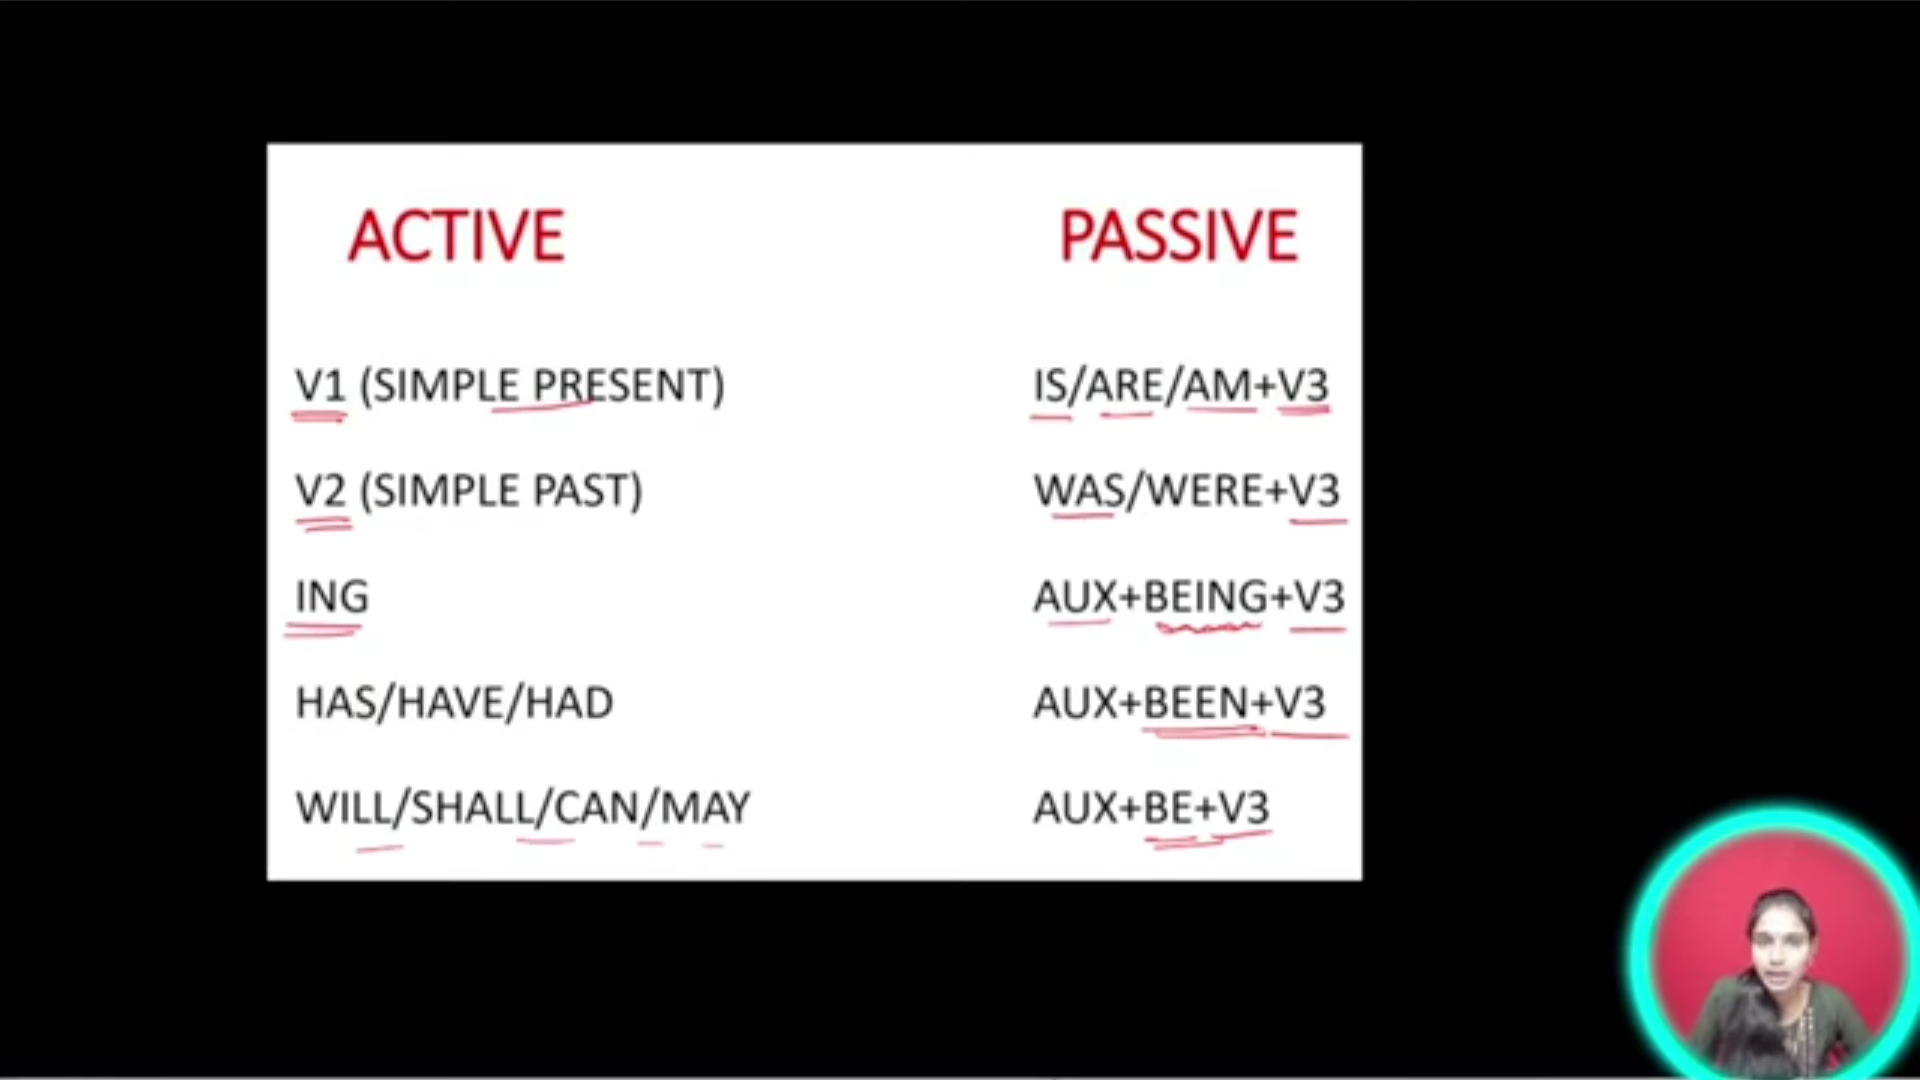 ACTIVE PASSIVE
V1 (SIMPLE PRESENT) IS/ARE/AM+V3
V2 (SIMPLE PAST) WAS/WERE+V3
ING AUX+BEING+V3
HAS/HAVE/HAD AUX+BEEN+V3
WILL/SHALL/CAN/MAY AUX+BE+V3